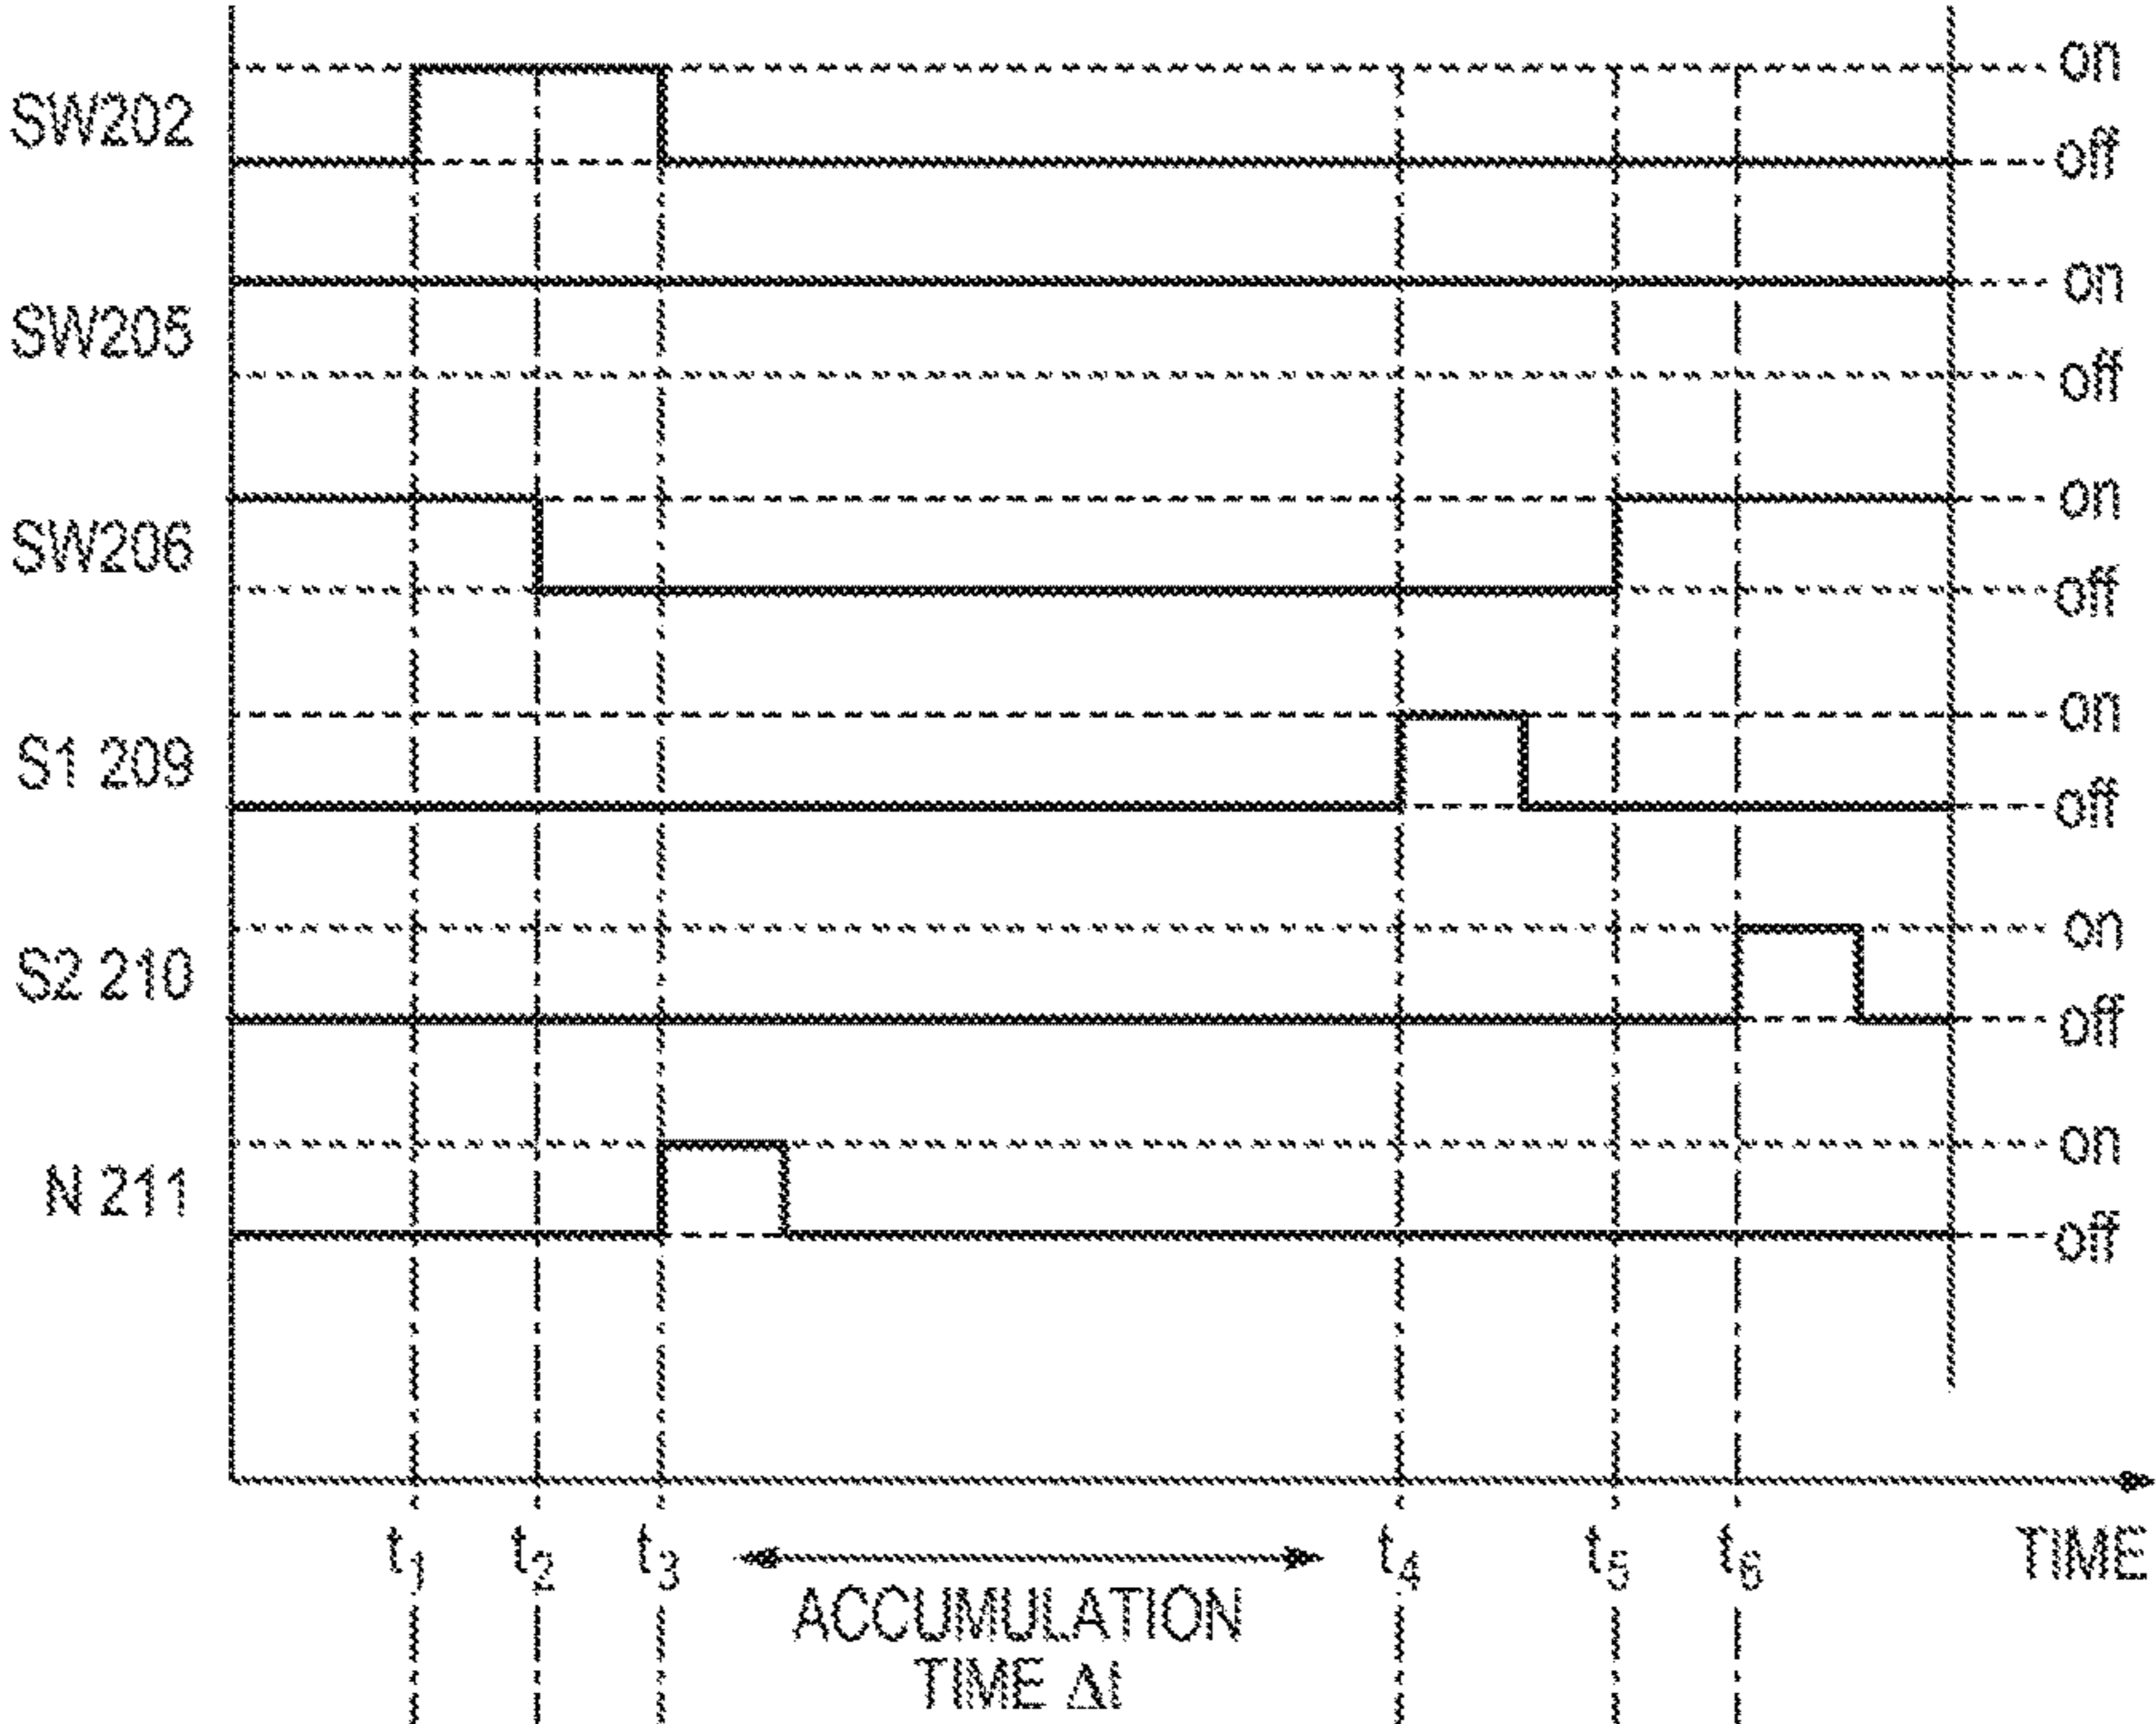 on
SW202
off
on
SW205
off
on
SW206
off
on
S1 209
off
on
S2 210
off
on
N 211
off
t1 t2 t3 t4 t5 t6 TIME
ACCUMULATION
TIME Δt